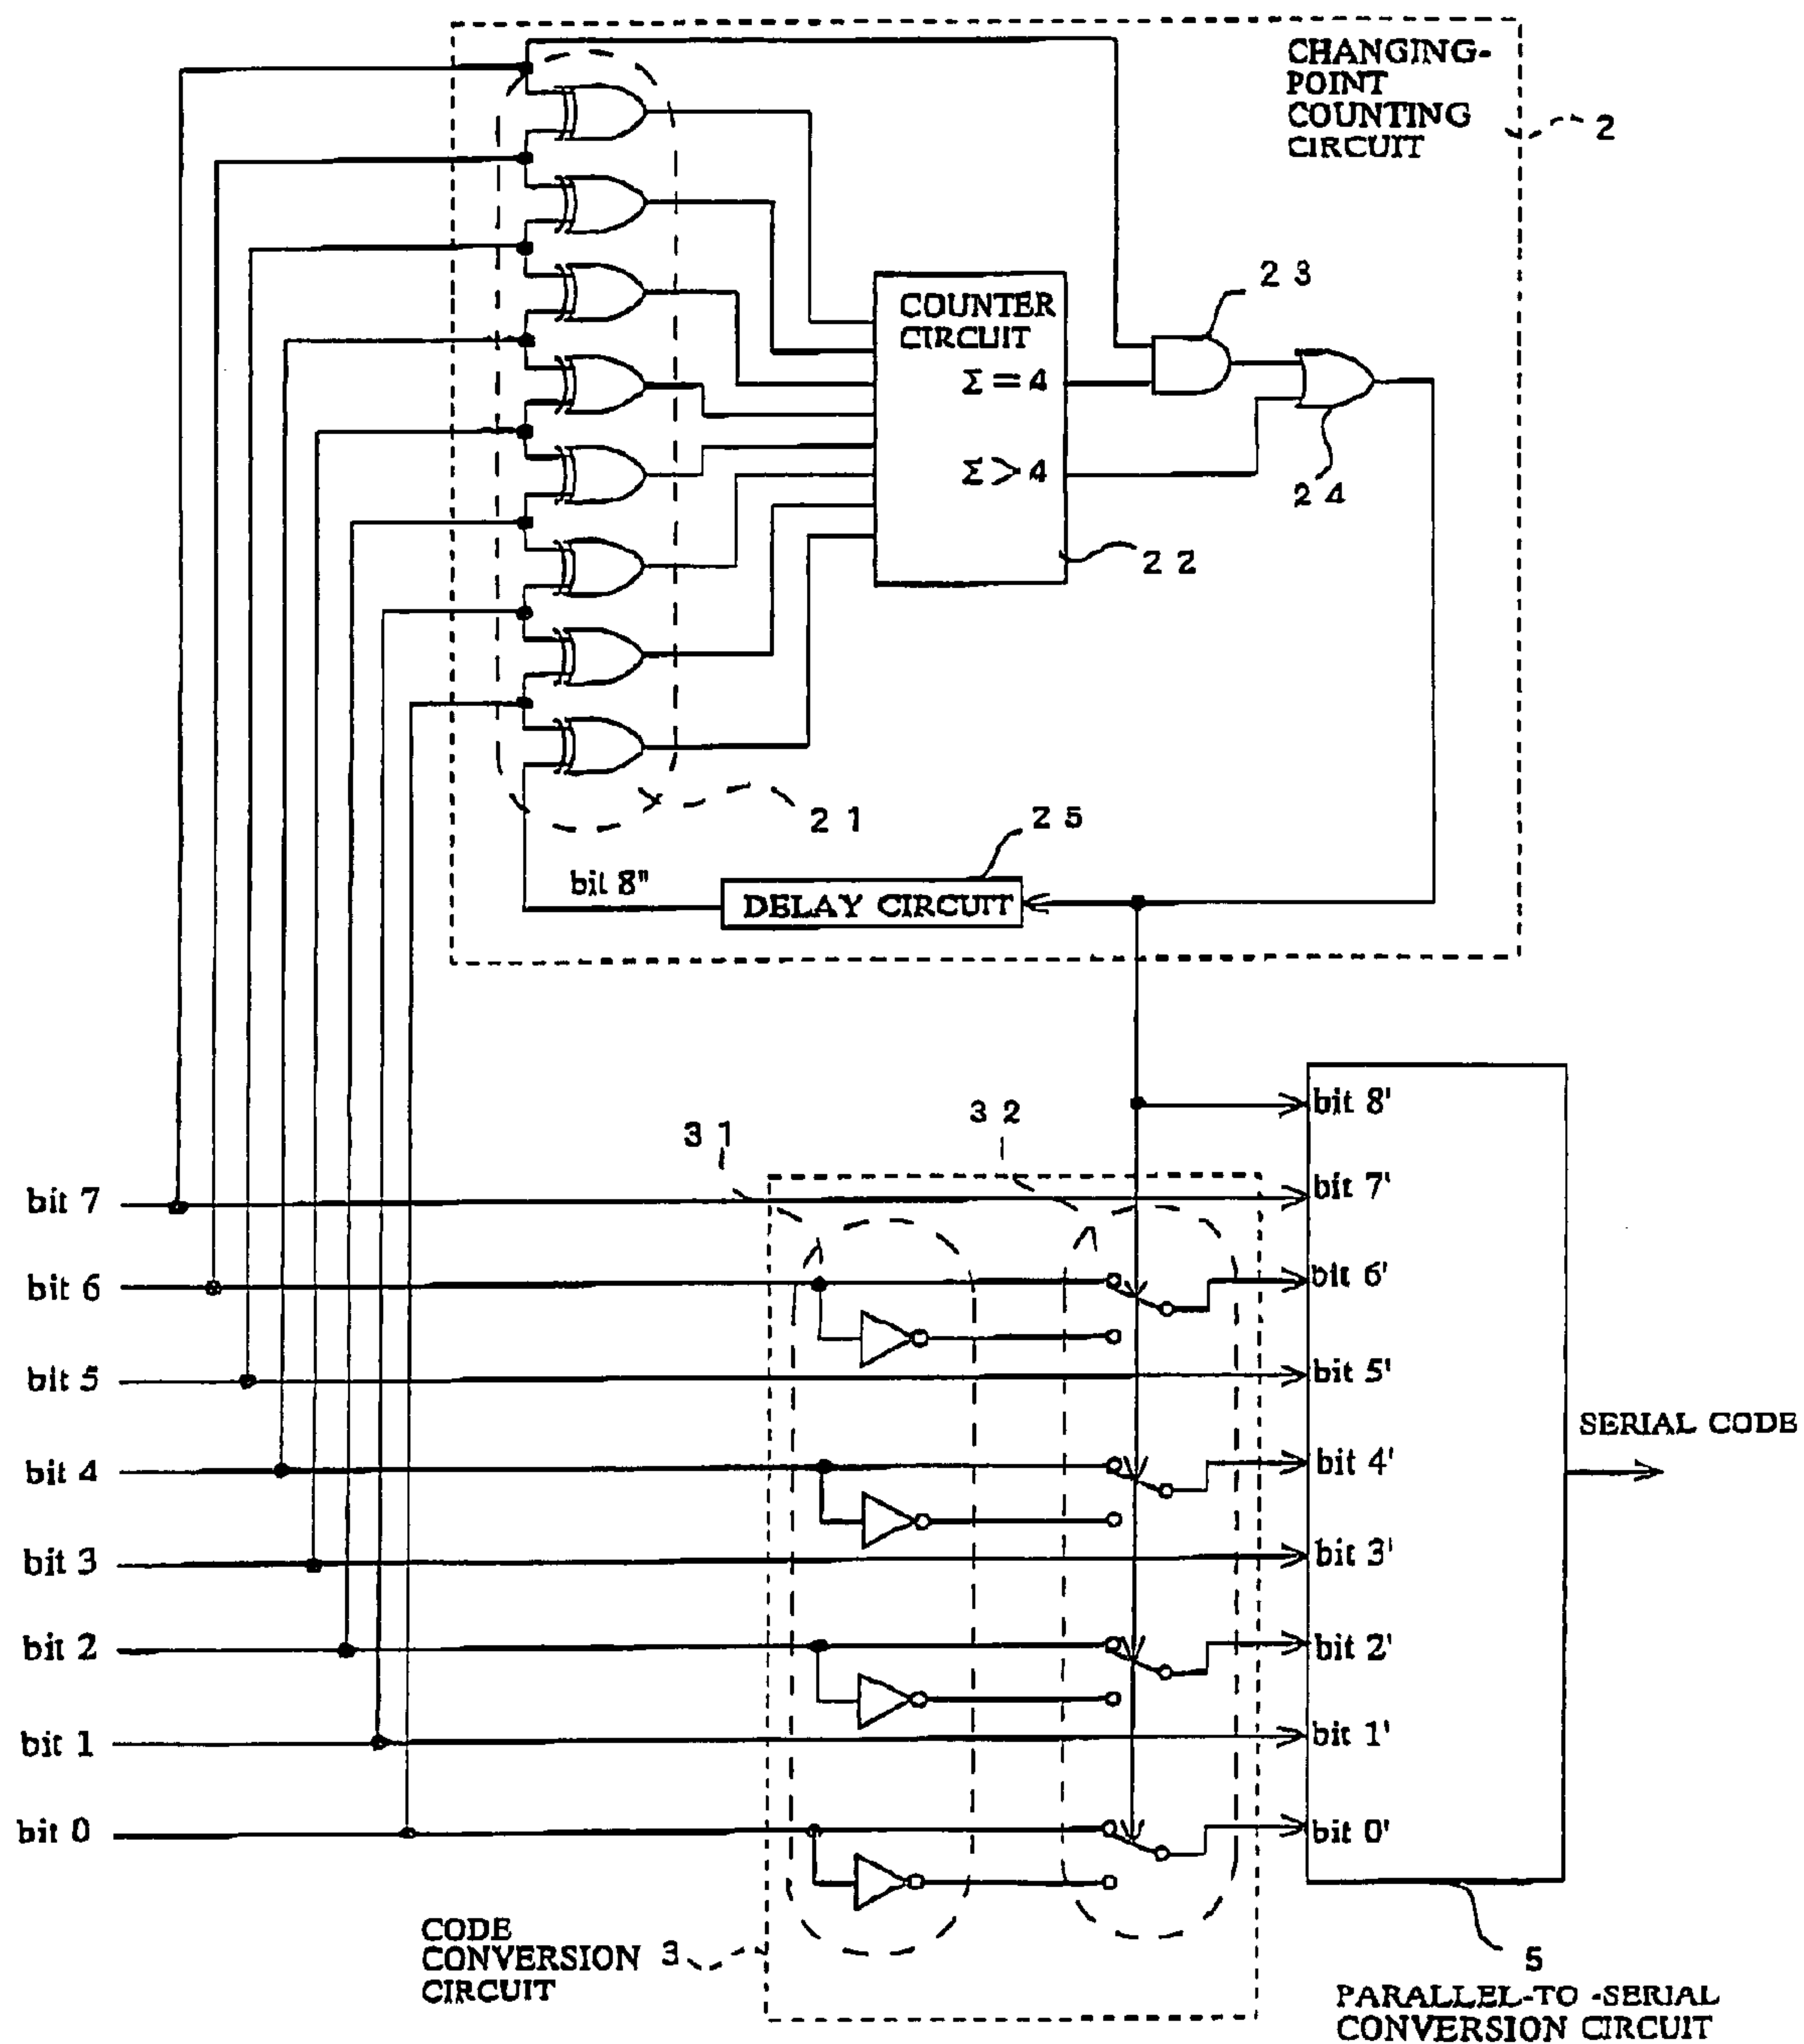 CHANGING-
POINT
COUNTING
CIRCUIT
2
23
COUNTER
CIRCUIT
Σ=4
Σ>4
24
22
21
25
bit 8"
DELAY CIRCUIT
32
31
bit 8'
bit 7
bit 7'
bit 6
bit 6'
bit 5
bit 5'
SERIAL CODE
bit 4
bit 4'
bit 3
bit 3'
bit 2
bit 2'
bit 1
bit 1'
bit 0
bit 0'
CODE
CONVERSION 3
CIRCUIT
5
PARALLEL-TO -SERIAL
CONVERSION CIRCUIT